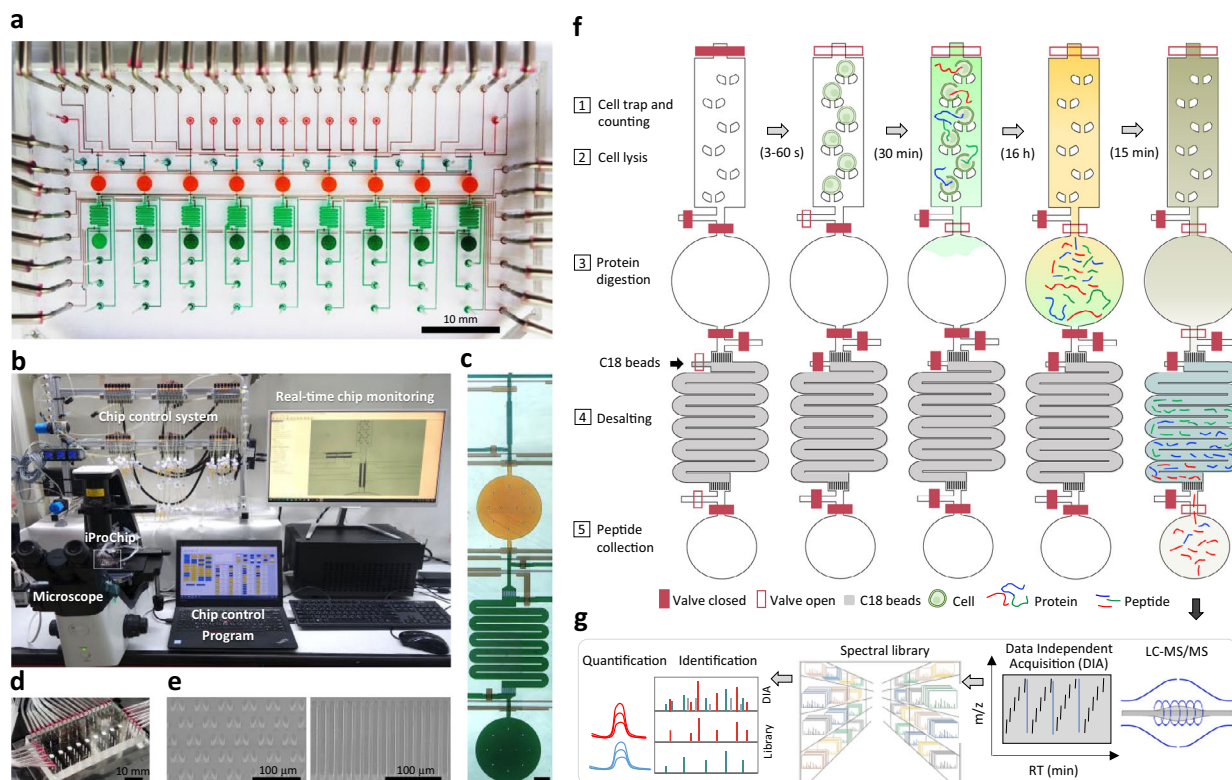 a
10 mm
b
Chip control system
Real-time chip monitoring
iProChip
Microscope
Chip control
Program
c
d
10 mm
e
100 µm
100 µm
f
1 Cell trap and
counting
2 Cell lysis
(3-60 s)
(30 min)
(16 h)
(15 min)
3 Protein
digestion
C18 beads
4 Desalting
5 Peptide
collection
Valve closed
Valve open
C18 beads
Cell
Protein
Peptide
g
Quantification
Identification
DIA
Library
Spectral library
Data Independent
Acquisition (DIA)
m/z
RT (min)
LC-MS/MS